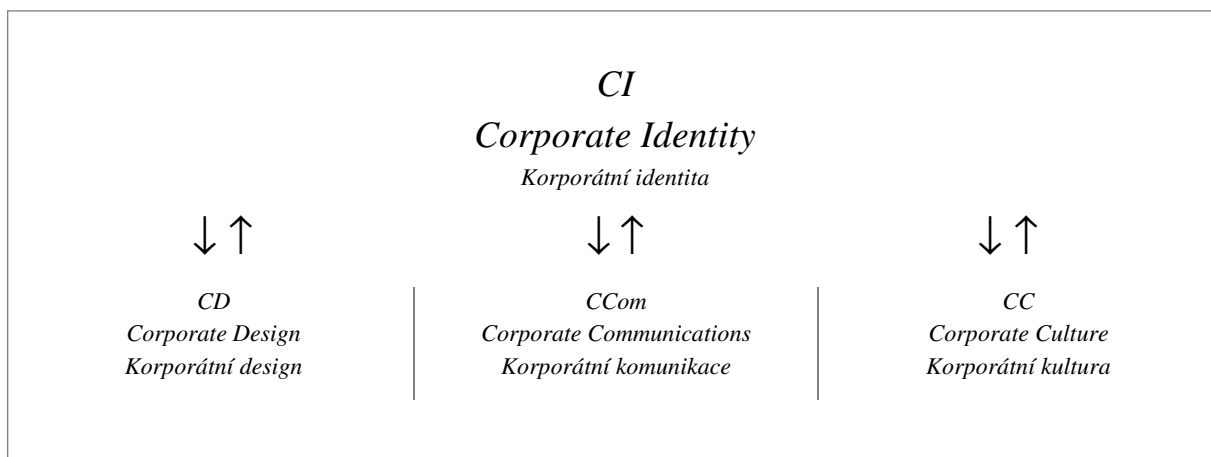 CI
Corporate Identity
Korporátní identita
↓↑ ↓↑ ↓↑
CD CCom CC
Corporate Design Corporate Communications Corporate Culture
Korporátní design Korporátní komunikace Korporátní kultura